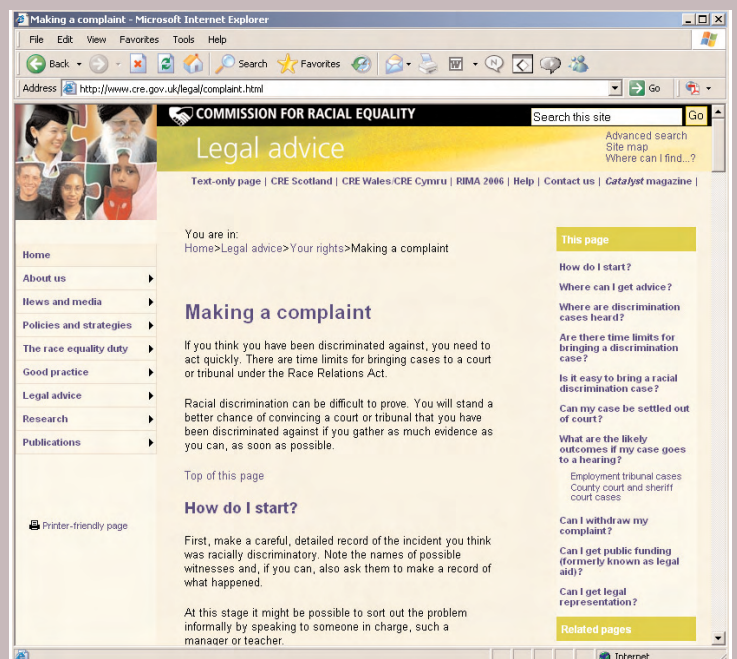 Making a complaint - Microsoft Internet Explorer
File Edit View Favorites Tools Help
Back Search Favorites
Address http://www.cre.gov.uk/legal/complaint.html Go
COMMISSION FOR RACIAL EQUALITY
Search this site Go
Legal advice
Advanced search
Site map
Where can I find...?
Text-only page | CRE Scotland | CRE Wales/CRE Cymru | RIMA 2006 | Help | Contact us | Catalyst magazine |
Home
About us
News and media
Policies and strategies
The race equality duty
Good practice
Legal advice
Research
Publications
Printer-friendly page
You are in:
Home>Legal advice>Your rights>Making a complaint
Making a complaint
If you think you have been discriminated against, you need to
act quickly. There are time limits for bringing cases to a court
or tribunal under the Race Relations Act.
Racial discrimination can be difficult to prove. You will stand a
better chance of convincing a court or tribunal that you have
been discriminated against if you gather as much evidence as
you can, as soon as possible.
Top of this page
How do I start?
First, make a careful, detailed record of the incident you think
was racially discriminatory. Note the names of possible
witnesses and, if you can, also ask them to make a record of
what happened.
At this stage it might be possible to sort out the problem
informally by speaking to someone in charge, such a
manager or teacher.
This page
How do I start?
Where can I get advice?
Where are discrimination
cases heard?
Are there time limits for
bringing a discrimination
case?
Is it easy to bring a racial
discrimination case?
Can my case be settled out
of court?
What are the likely
outcomes if my case goes
to a hearing?
Employment tribunal cases
County court and sheriff
court cases
Can I withdraw my
complaint?
Can I get public funding
(formerly known as legal
aid)?
Can I get legal
representation?
Related pages
Internet